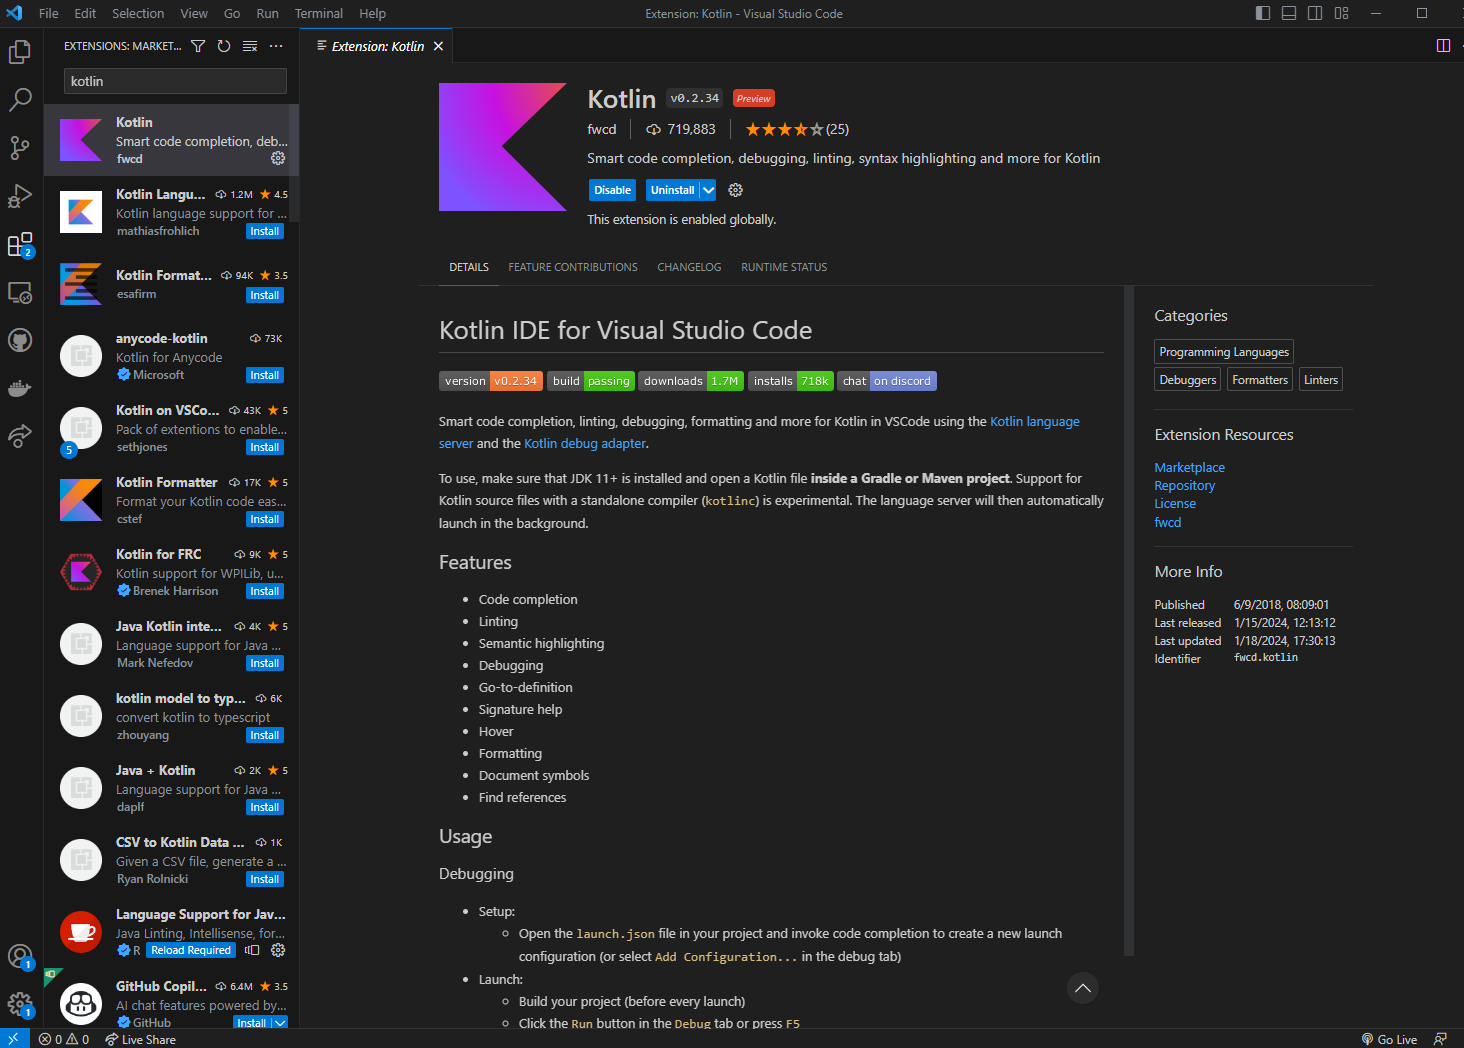 File Edit Selection View Go Run Terminal Help
Extension: Kotlin - Visual Studio Code
EXTENSIONS: MARKET...
kotlin
Kotlin
Smart code completion, deb...
fwcd
Kotlin Langu... 1.2M 4.5
Kotlin language support for ...
mathiasfrohlich Install
Kotlin Format... 94K 3.5
esafirm Install
anycode-kotlin 73K
Kotlin for Anycode
Microsoft Install
Kotlin on VSCo... 43K 5
Pack of extentions to enable...
5
sethjones Install
Kotlin Formatter 17K 5
Format your Kotlin code eas...
cstef Install
Kotlin for FRC 9K 5
Kotlin support for WPILib, u...
Brenek Harrison Install
Java Kotlin inte... 4K 5
Language support for Java ...
Mark Nefedov Install
kotlin model to typ... 6K
convert kotlin to typescript
zhouyang Install
Java + Kotlin 2K 5
Language support for Java ...
daplf Install
CSV to Kotlin Data ... 1K
Given a CSV file, generate a ...
Ryan Rolnicki Install
Language Support for Jav...
Java Linting, Intellisense, for...
R Reload Required
GitHub Copil... 6.4M 3.5
AI chat features powered by...
GitHub Install
2
1
1
Extension: Kotlin
Kotlin v0.2.34 Preview
fwcd 719,883 (25)
Smart code completion, debugging, linting, syntax highlighting and more for Kotlin
Disable Uninstall
This extension is enabled globally.
DETAILS FEATURE CONTRIBUTIONS CHANGELOG RUNTIME STATUS
Kotlin IDE for Visual Studio Code
version v0.2.34 build passing downloads 1.7M installs 718k chat on discord
Smart code completion, linting, debugging, formatting and more for Kotlin in VSCode using the Kotlin language
server and the Kotlin debug adapter.
To use, make sure that JDK 11+ is installed and open a Kotlin file inside a Gradle or Maven project. Support for
Kotlin source files with a standalone compiler (kotlinc) is experimental. The language server will then automatically
launch in the background.
Features
• Code completion
• Linting
• Semantic highlighting
• Debugging
• Go-to-definition
• Signature help
• Hover
• Formatting
• Document symbols
• Find references
Usage
Debugging
• Setup:
◦ Open the launch.json file in your project and invoke code completion to create a new launch
configuration (or select Add Configuration... in the debug tab)
• Launch:
◦ Build your project (before every launch)
◦ Click the Run button in the Debug tab or press F5
Categories
Programming Languages
Debuggers Formatters Linters
Extension Resources
Marketplace
Repository
License
fwcd
More Info
Published 6/9/2018, 08:09:01
Last released 1/15/2024, 12:13:12
Last updated 1/18/2024, 17:30:13
Identifier fwcd.kotlin
0 0 Live Share Go Live